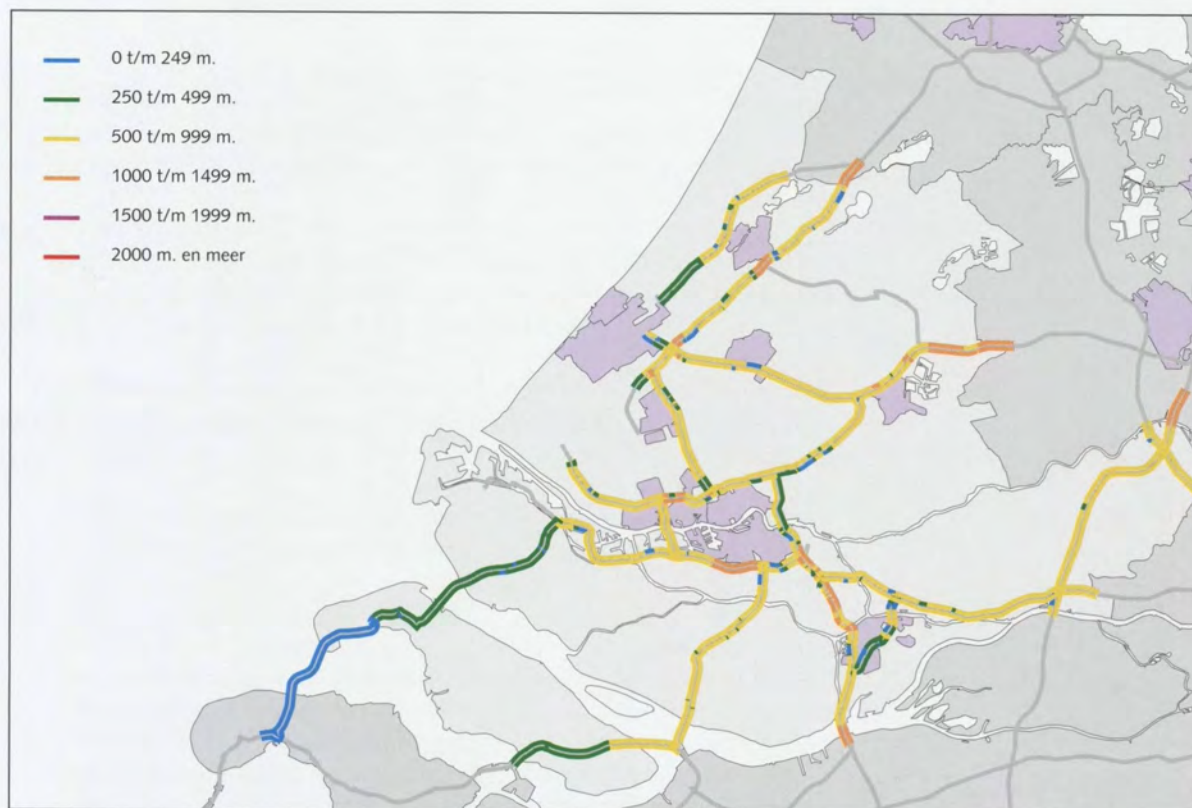 0 t/m 249 m.
250 t/m 499 m.
500 t/m 999 m.
1000 t/m 1499 m.
1500 t/m 1999 m.
2000 m. en meer